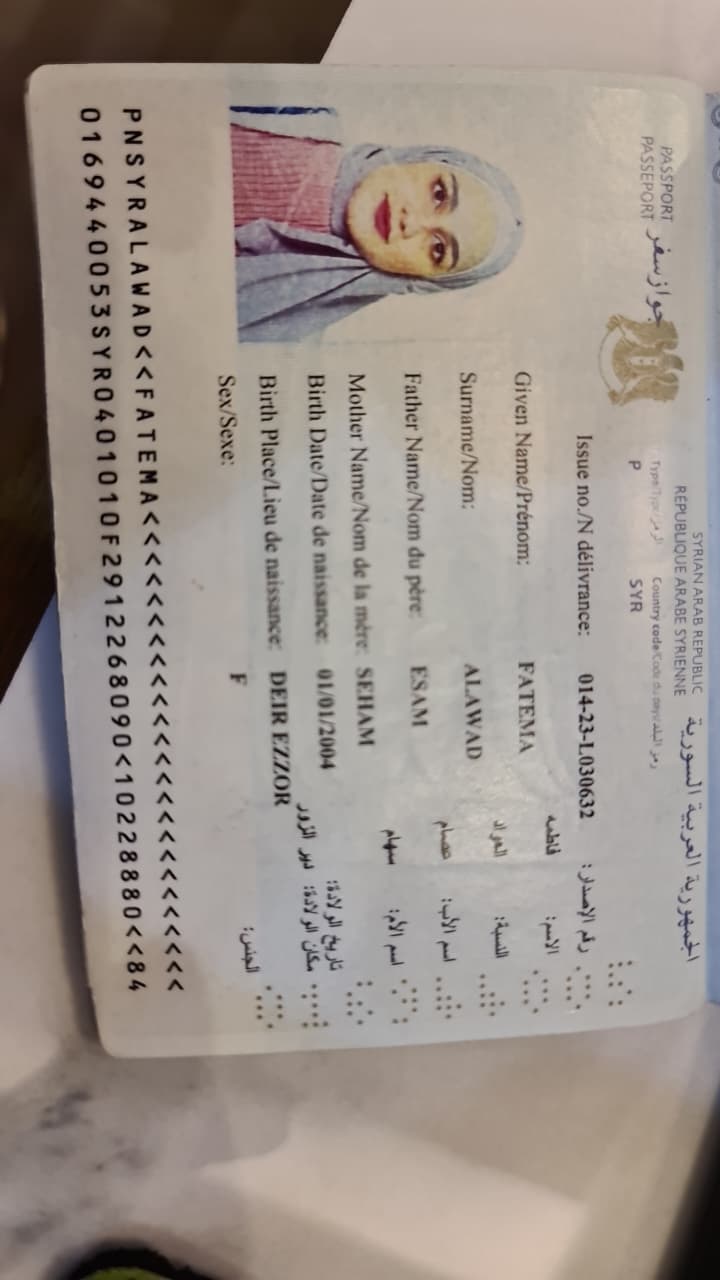 SYRIAN ARAB REPUBLIC
RÉPUBLIQUE ARABE SYRIENNE
الجمهورية العربية السورية
PASSPORT
PASSEPORT
جواز سفر
Type/Type/الرمز
Country code/Code du pays/رمز البلد
P
SYR
Issue no./N délivrance: 014-23-L030632 رقم الإصدار:
Given Name/Prénom: FATEMA فاطمه الاسم:
Surname/Nom: ALAWAD العواد النسبة:
Father Name/Nom du père: ESAM عصام اسم الأب:
Mother Name/Nom de la mère: SEHAM سهام اسم الأم:
Birth Date/Date de naissance: 01/01/2004 تاريخ الولادة:
Birth Place/Lieu de naissance: DEIR EZZOR دير الزور مكان الولادة:
Sex/Sexe: F الجنس:
PNSYRALAWAD<<FATEMA<<<<<<<<<<<<<<<<<<<<<<<<<
0169440053SYR0401010F2912268090<10228880<<84